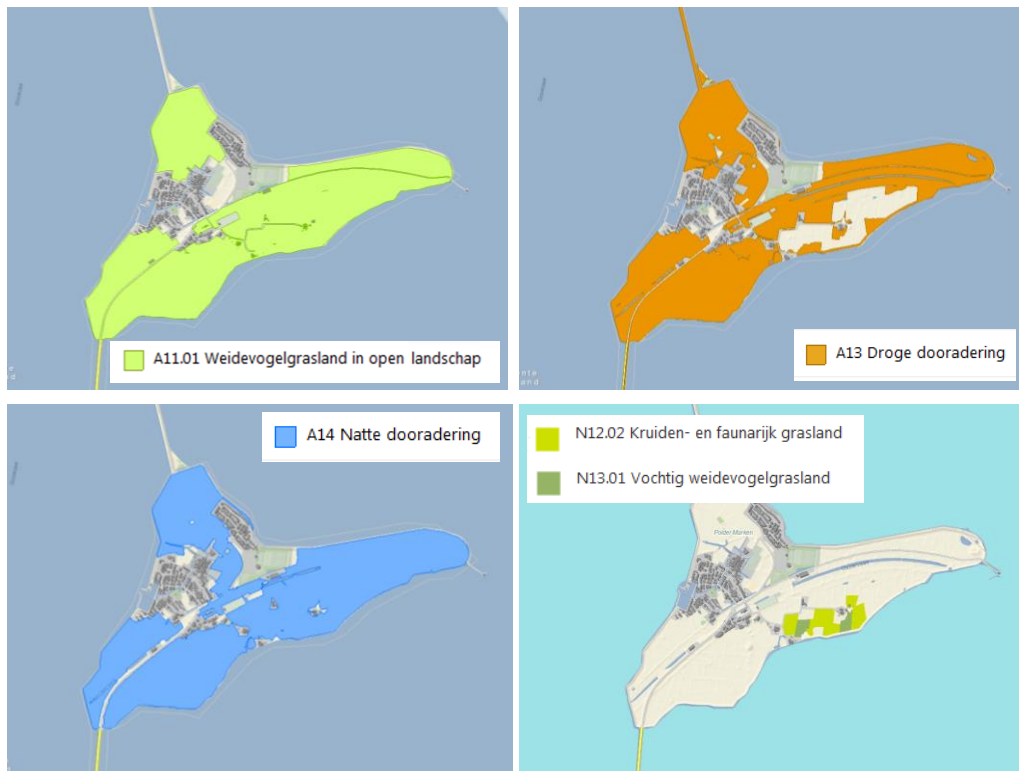 A11.01 Weidevogelgrasland in open landschap
A13 Droge dooradering
A14 Natte dooradering
N12.02 Kruiden- en faunarijk grasland
N13.01 Vochtig weidevogelgrasland
Polder Marken